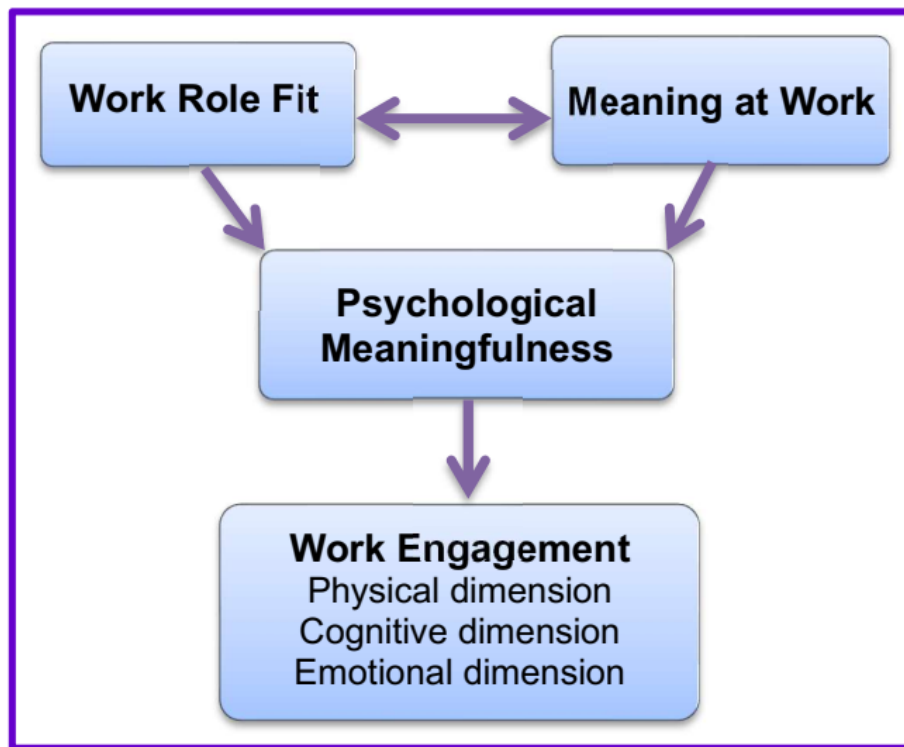 Work Role Fit
Meaning at Work
Psychological
Meaningfulness
Work Engagement
Physical dimension
Cognitive dimension
Emotional dimension